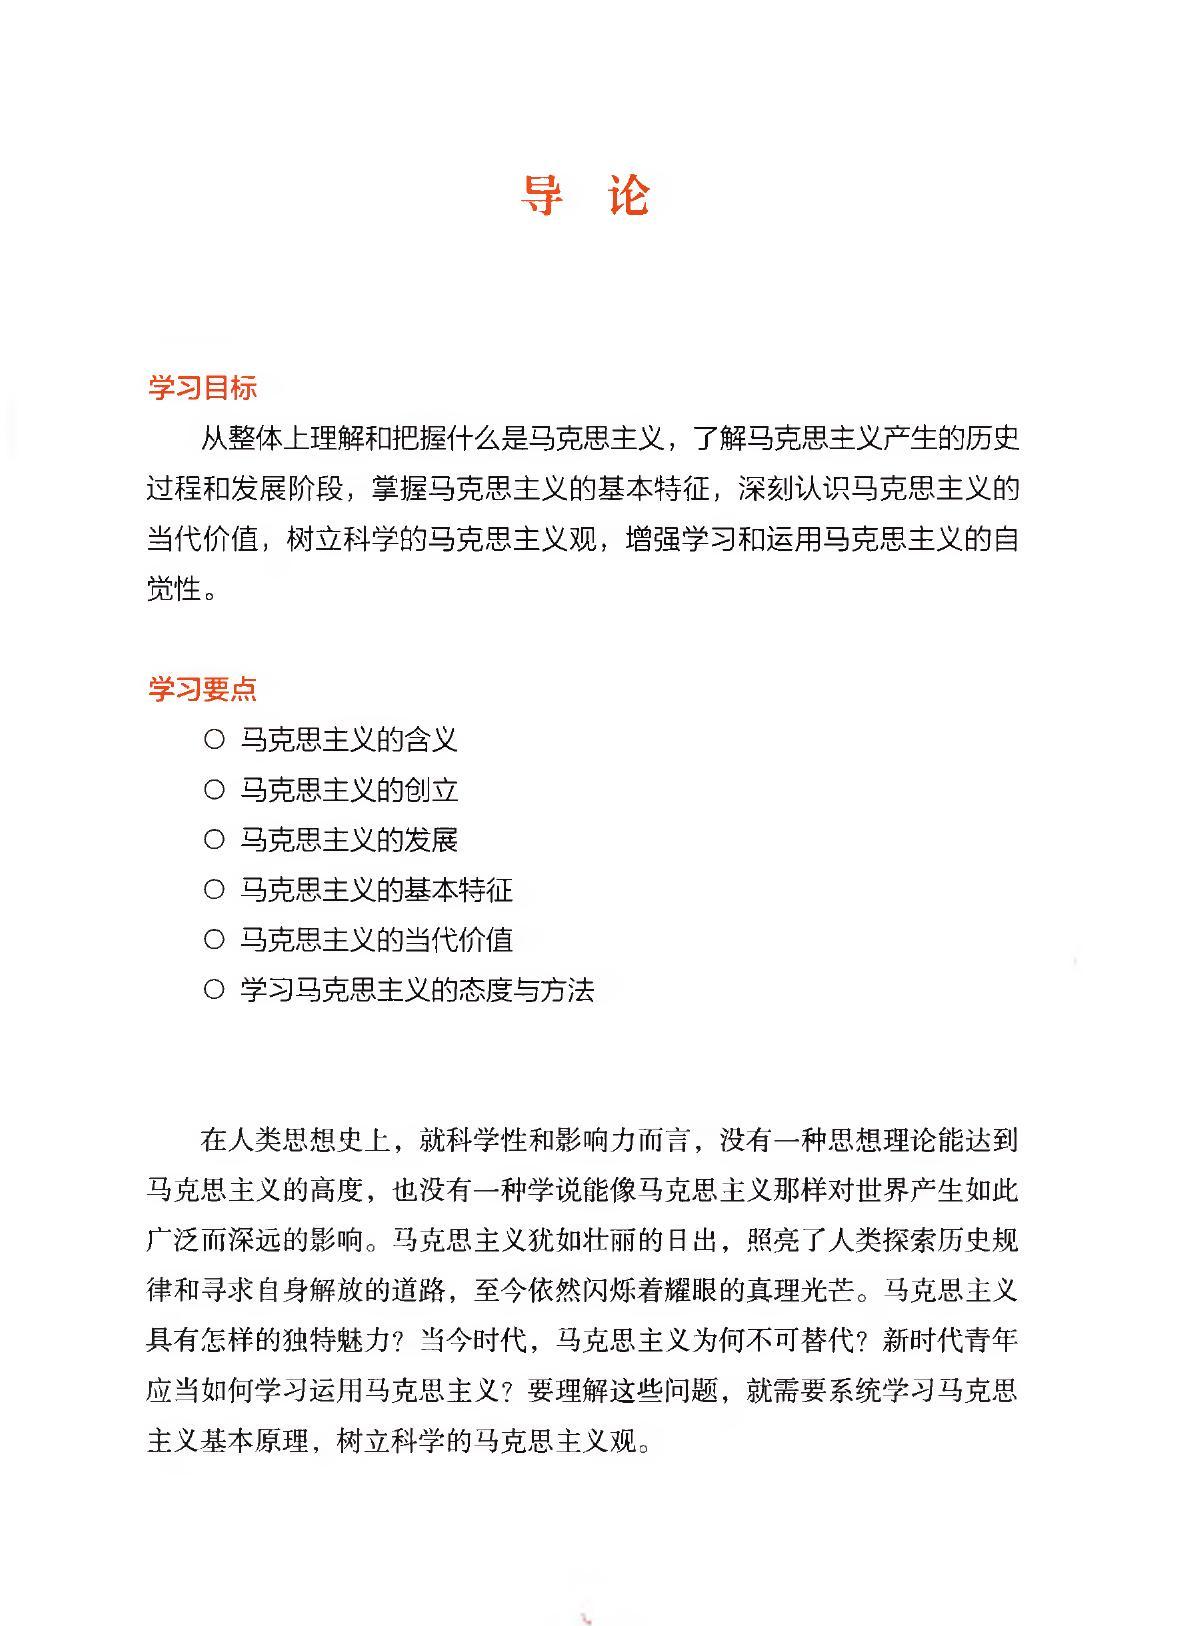 导 论
学习目标
从整体上理解和把握什么是马克思主义，了解马克思主义产生的历史
过程和发展阶段，掌握马克思主义的基本特征，深刻认识马克思主义的
当代价值，树立科学的马克思主义观，增强学习和运用马克思主义的自
觉性。
学习要点
○ 马克思主义的含义
○ 马克思主义的创立
○ 马克思主义的发展
○ 马克思主义的基本特征
○ 马克思主义的当代价值
○ 学习马克思主义的态度与方法
在人类思想史上，就科学性和影响力而言，没有一种思想理论能达到
马克思主义的高度，也没有一种学说能像马克思主义那样对世界产生如此
广泛而深远的影响。马克思主义犹如壮丽的日出，照亮了人类探索历史规
律和寻求自身解放的道路，至今依然闪烁着耀眼的真理光芒。马克思主义
具有怎样的独特魅力？当今时代，马克思主义为何不可替代？新时代青年
应当如何学习运用马克思主义？要理解这些问题，就需要系统学习马克思
主义基本原理，树立科学的马克思主义观。